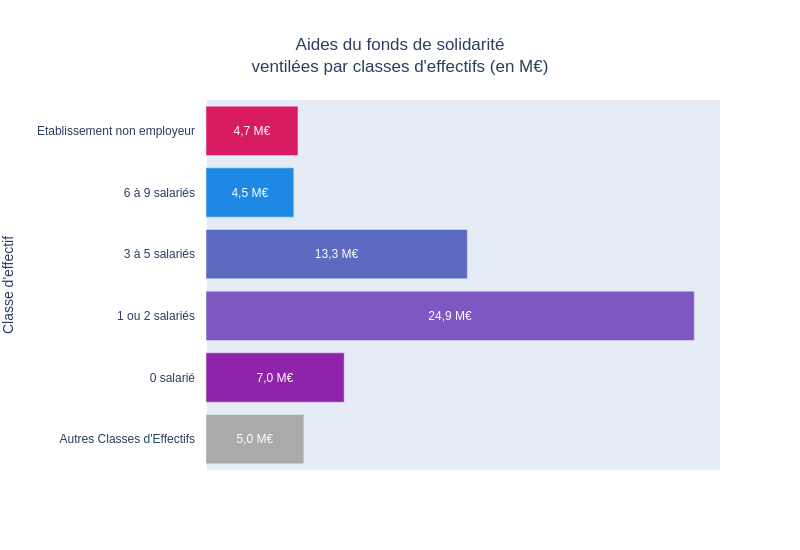 Aides du fonds de solidarité
ventilées par classes d'effectifs (en M€)
Classe d'effectif
Etablissement non employeur 4,7 M€
6 à 9 salariés 4,5 M€
3 à 5 salariés 13,3 M€
1 ou 2 salariés 24,9 M€
0 salarié 7,0 M€
Autres Classes d'Effectifs 5,0 M€